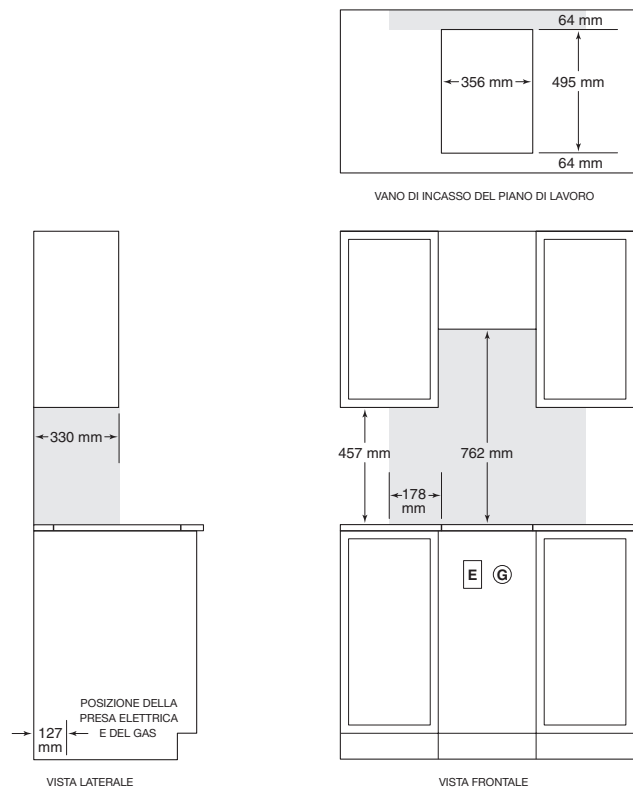 64 mm
356 mm
495 mm
64 mm
VANO DI INCASSO DEL PIANO DI LAVORO
330 mm
457 mm
762 mm
178
mm
E
G
POSIZIONE DELLA
PRESA ELETTRICA
E DEL GAS
127
mm
VISTA LATERALE
VISTA FRONTALE